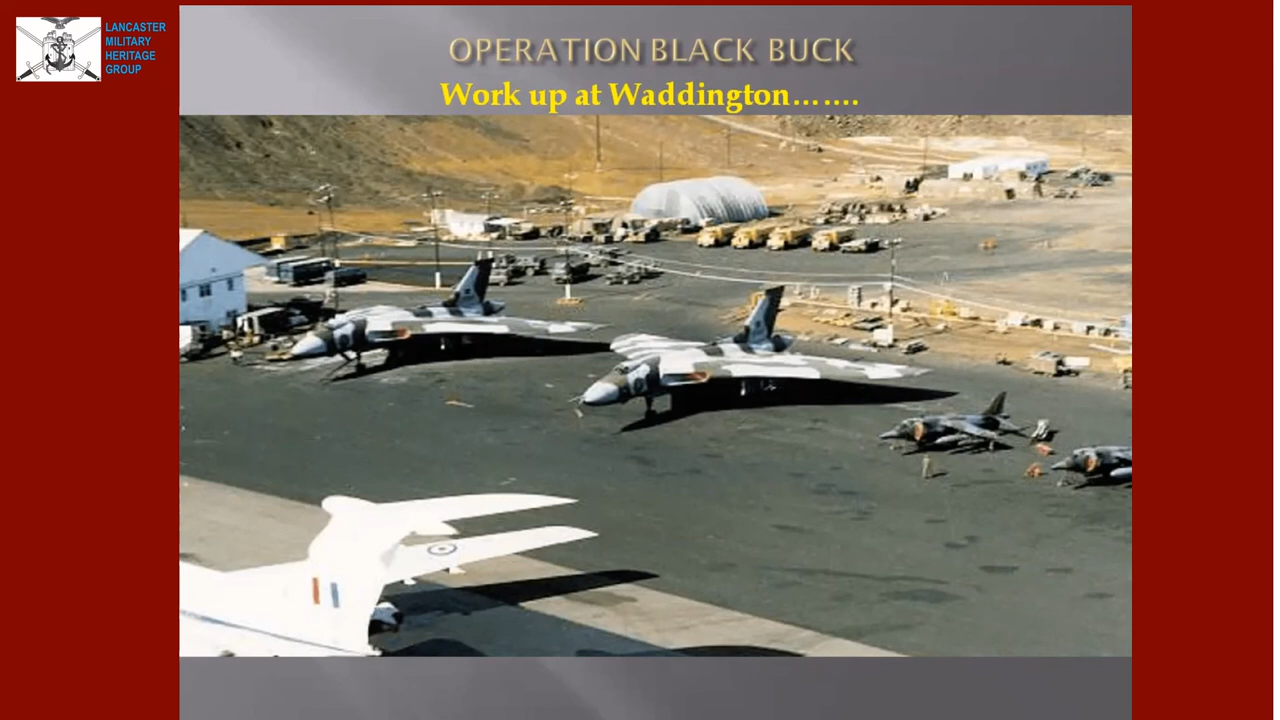 LANCASTER
MILITARY
HERITAGE
GROUP
OPERATION BLACK BUCK
Work up at Waddington…….